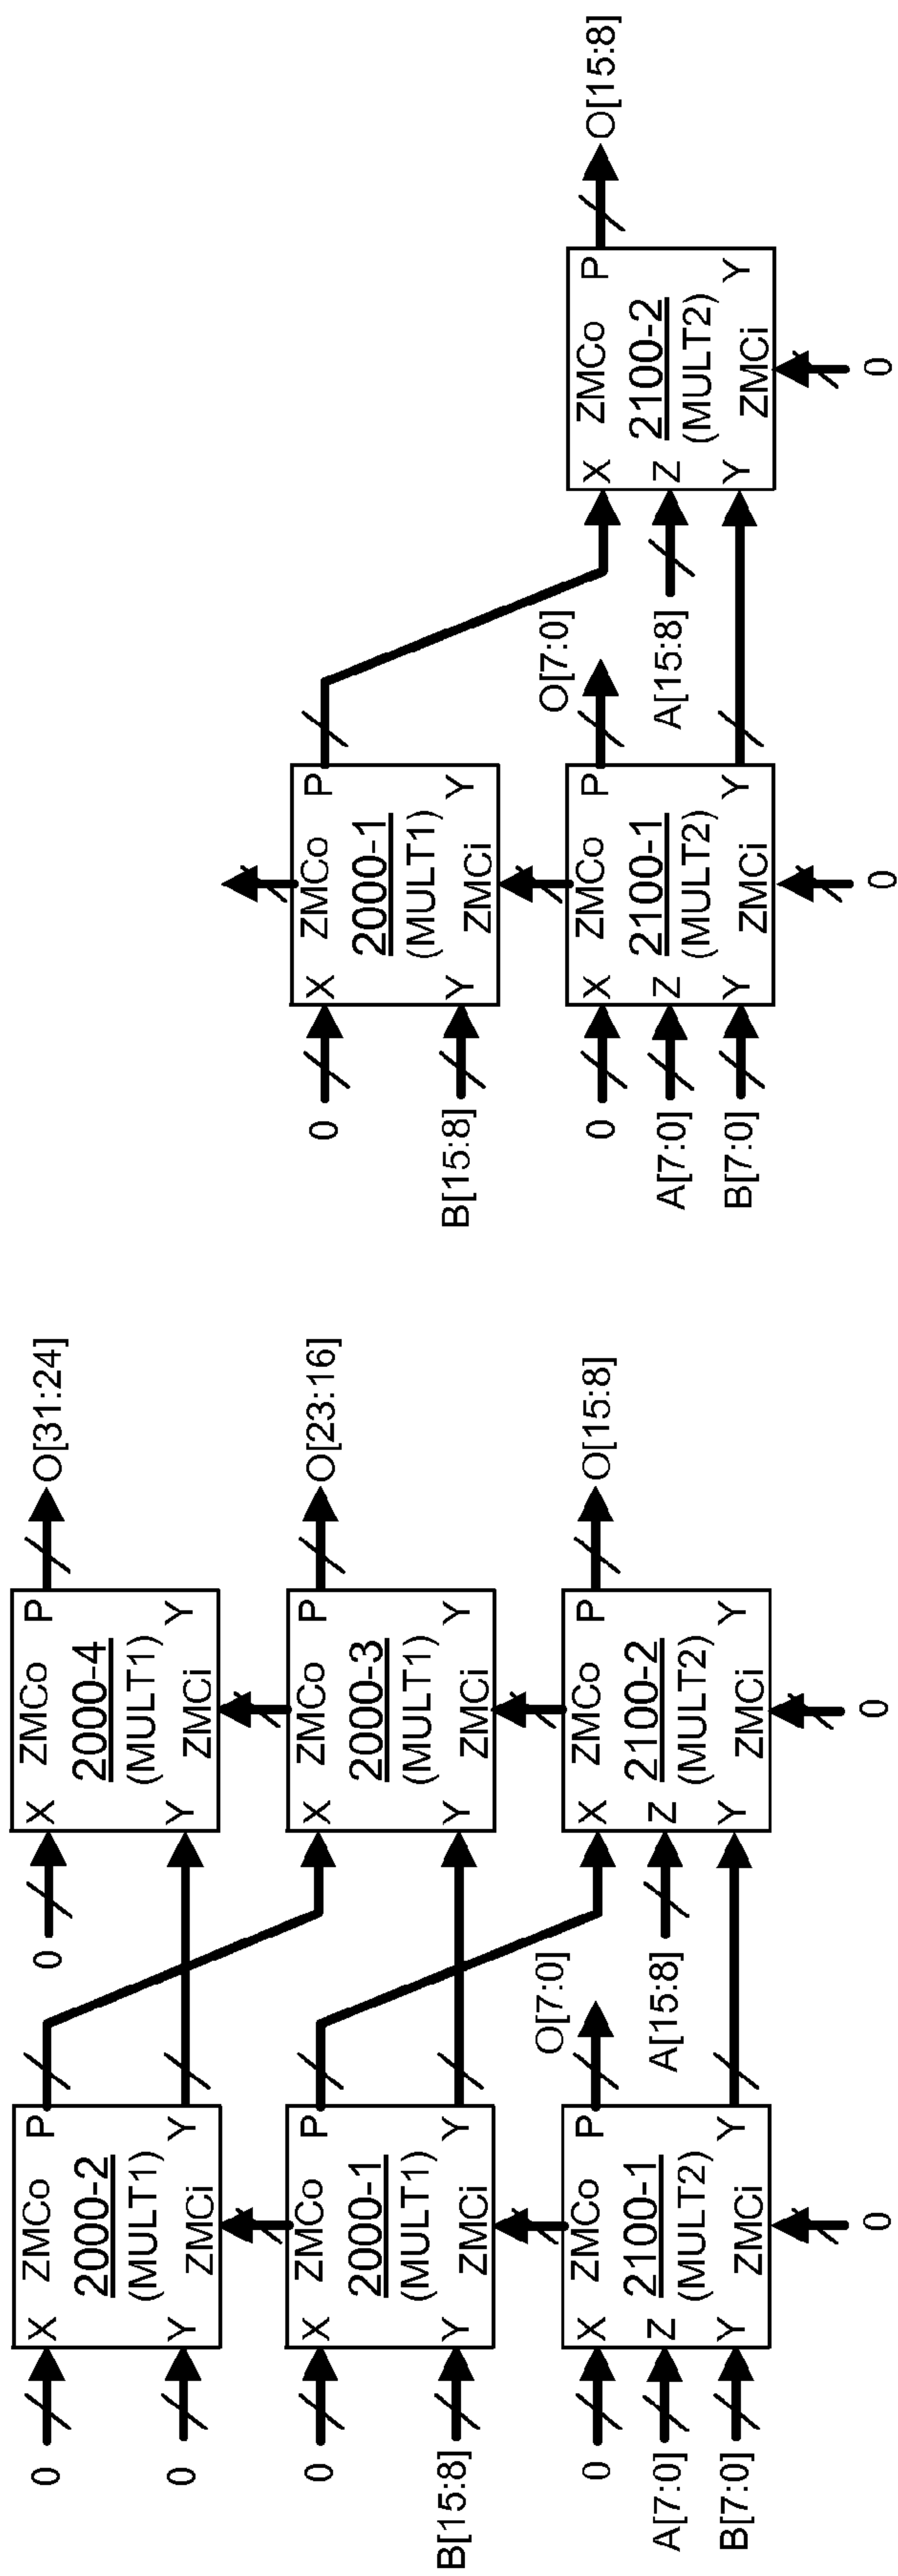 0
X ZMCo P
2000-2
(MULT1)
0
Y ZMCi Y
0
X ZMCo P
2000-4
(MULT1)
Y ZMCi Y
O[31:24]
0
X ZMCo P
2000-1
(MULT1)
B[15:8]
Y ZMCi Y
X ZMCo P
2000-3
(MULT1)
Y ZMCi Y
O[23:16]
0
A[7:0]
B[7:0]
X ZMCo P
Z 2100-1
(MULT2)
Y ZMCi Y
0
O[7:0]
A[15:8]
X ZMCo P
Z 2100-2
(MULT2)
Y ZMCi Y
0
O[15:8]
0
B[15:8]
X ZMCo P
2000-1
(MULT1)
Y ZMCi Y
0
A[7:0]
B[7:0]
X ZMCo P
Z 2100-1
(MULT2)
Y ZMCi Y
0
O[7:0]
A[15:8]
X ZMCo P
Z 2100-2
(MULT2)
Y ZMCi Y
0
O[15:8]